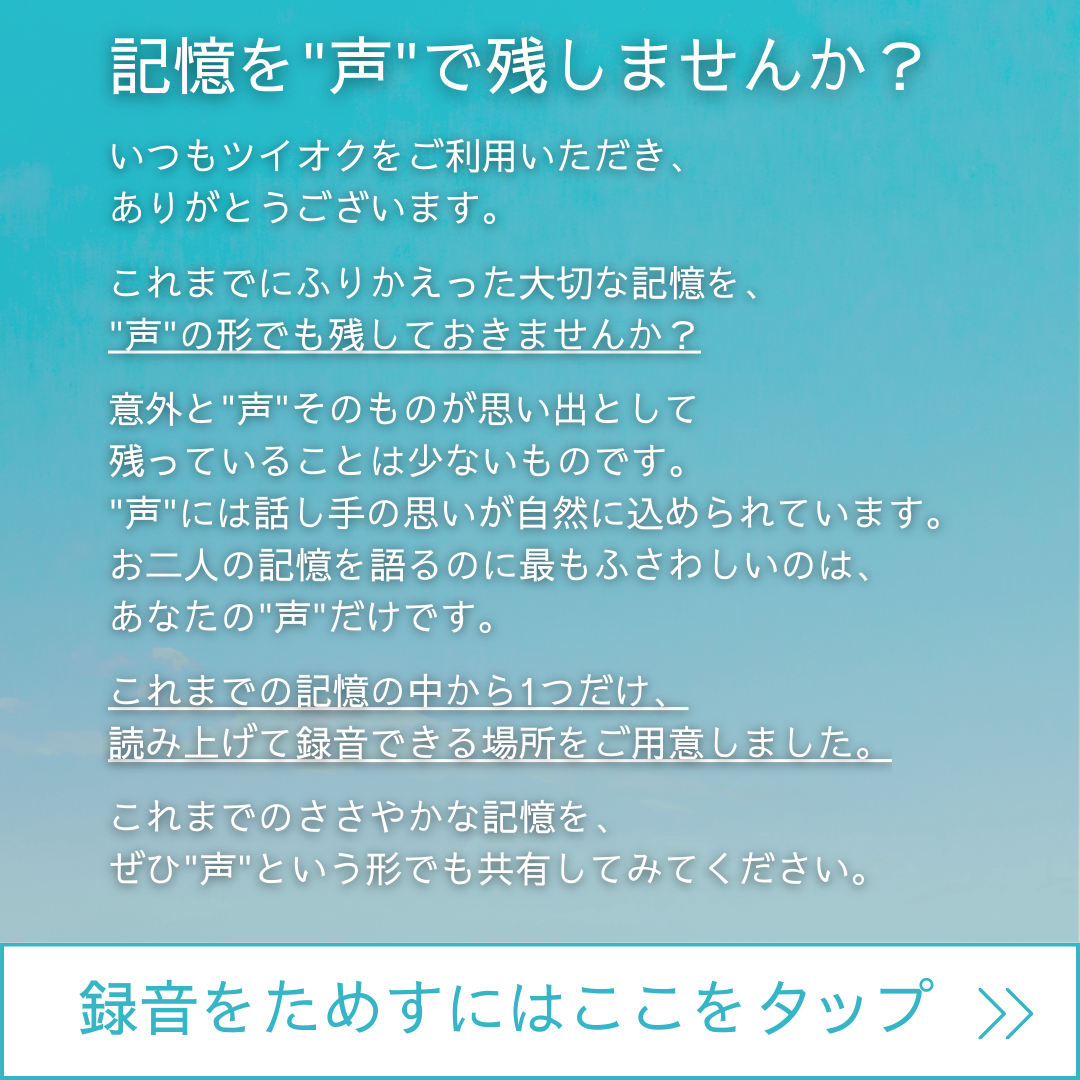 記憶を"声"で残しませんか？
いつもツイオクをご利用いただき、
ありがとうございます。
これまでにふりかえった大切な記憶を、
"声"の形でも残しておきませんか？
意外と"声"そのものが思い出として
残っていることは少ないものです。
"声"には話し手の思いが自然に込められています。
お二人の記憶を語るのに最もふさわしいのは、
あなたの"声"だけです。
これまでの記憶の中から1つだけ、
読み上げて録音できる場所をご用意しました。
これまでのささやかな記憶を、
ぜひ"声"という形でも共有してみてください。
録音をためすにはここをタップ >>